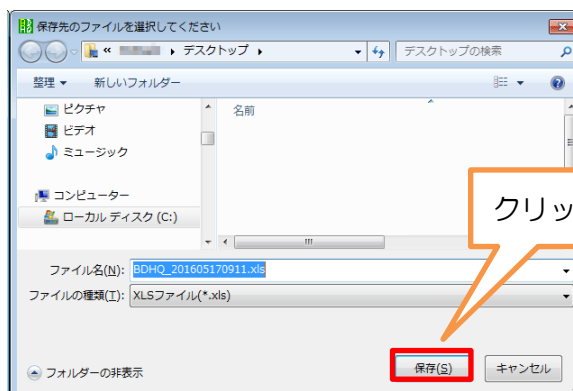 保存先のファイルを選択してください
« デスクトップ
デスクトップの検索
整理 新しいフォルダー
ピクチャ
名前
ビデオ
ミュージック
コンピューター
ローカル ディスク (C:)
クリッ
ファイル名(N): BDHQ_201605170911.xls
ファイルの種類(T): XLSファイル(*.xls)
フォルダーの非表示
保存(S) キャンセル